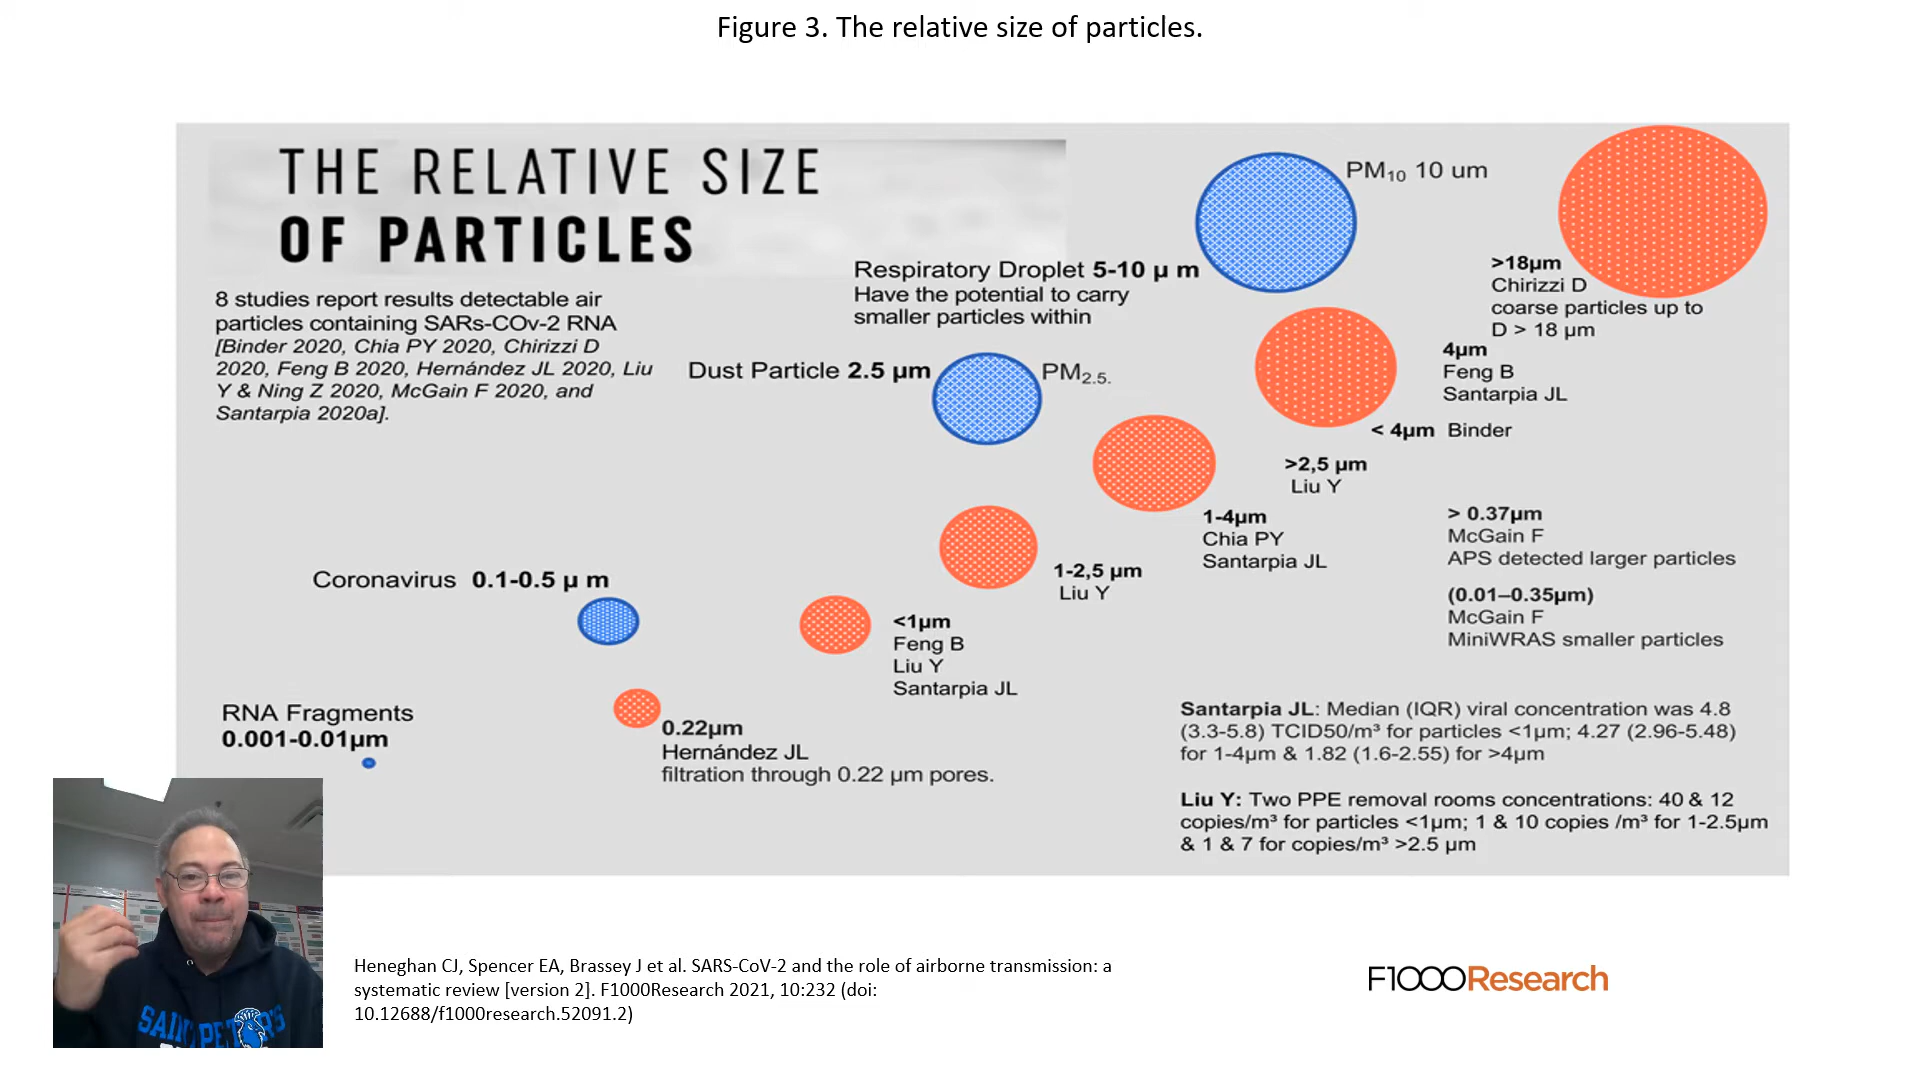 Figure 3. The relative size of particles.
THE RELATIVE SIZE
OF PARTICLES
8 studies report results detectable air
particles containing SARs-COv-2 RNA
[Binder 2020, Chia PY 2020, Chirizzi D
2020, Feng B 2020, Hernández JL 2020, Liu
Y & Ning Z 2020, McGain F 2020, and
Santarpia 2020a].
PM10 10 um
Respiratory Droplet 5-10 µ m
Have the potential to carry
smaller particles within
>18µm
Chirizzi D
coarse particles up to
D > 18 µm
Dust Particle 2.5 µm
PM2.5.
4µm
Feng B
Santarpia JL
< 4µm Binder
>2,5 µm
Liu Y
1-4µm
Chia PY
Santarpia JL
> 0.37µm
McGain F
APS detected larger particles
(0.01–0.35µm)
McGain F
MiniWRAS smaller particles
1-2,5 µm
Liu Y
Coronavirus 0.1-0.5 µ m
<1µm
Feng B
Liu Y
Santarpia JL
RNA Fragments
0.001-0.01µm
0.22µm
Hernández JL
filtration through 0.22 µm pores.
Santarpia JL: Median (IQR) viral concentration was 4.8
(3.3-5.8) TCID50/m³ for particles <1µm; 4.27 (2.96-5.48)
for 1-4µm & 1.82 (1.6-2.55) for >4µm
Liu Y: Two PPE removal rooms concentrations: 40 & 12
copies/m³ for particles <1µm; 1 & 10 copies /m³ for 1-2.5µm
& 1 & 7 for copies/m³ >2.5 µm
Heneghan CJ, Spencer EA, Brassey J et al. SARS-CoV-2 and the role of airborne transmission: a
systematic review [version 2]. F1000Research 2021, 10:232 (doi:
10.12688/f1000research.52091.2)
F1000Research
SAINT PETER'S